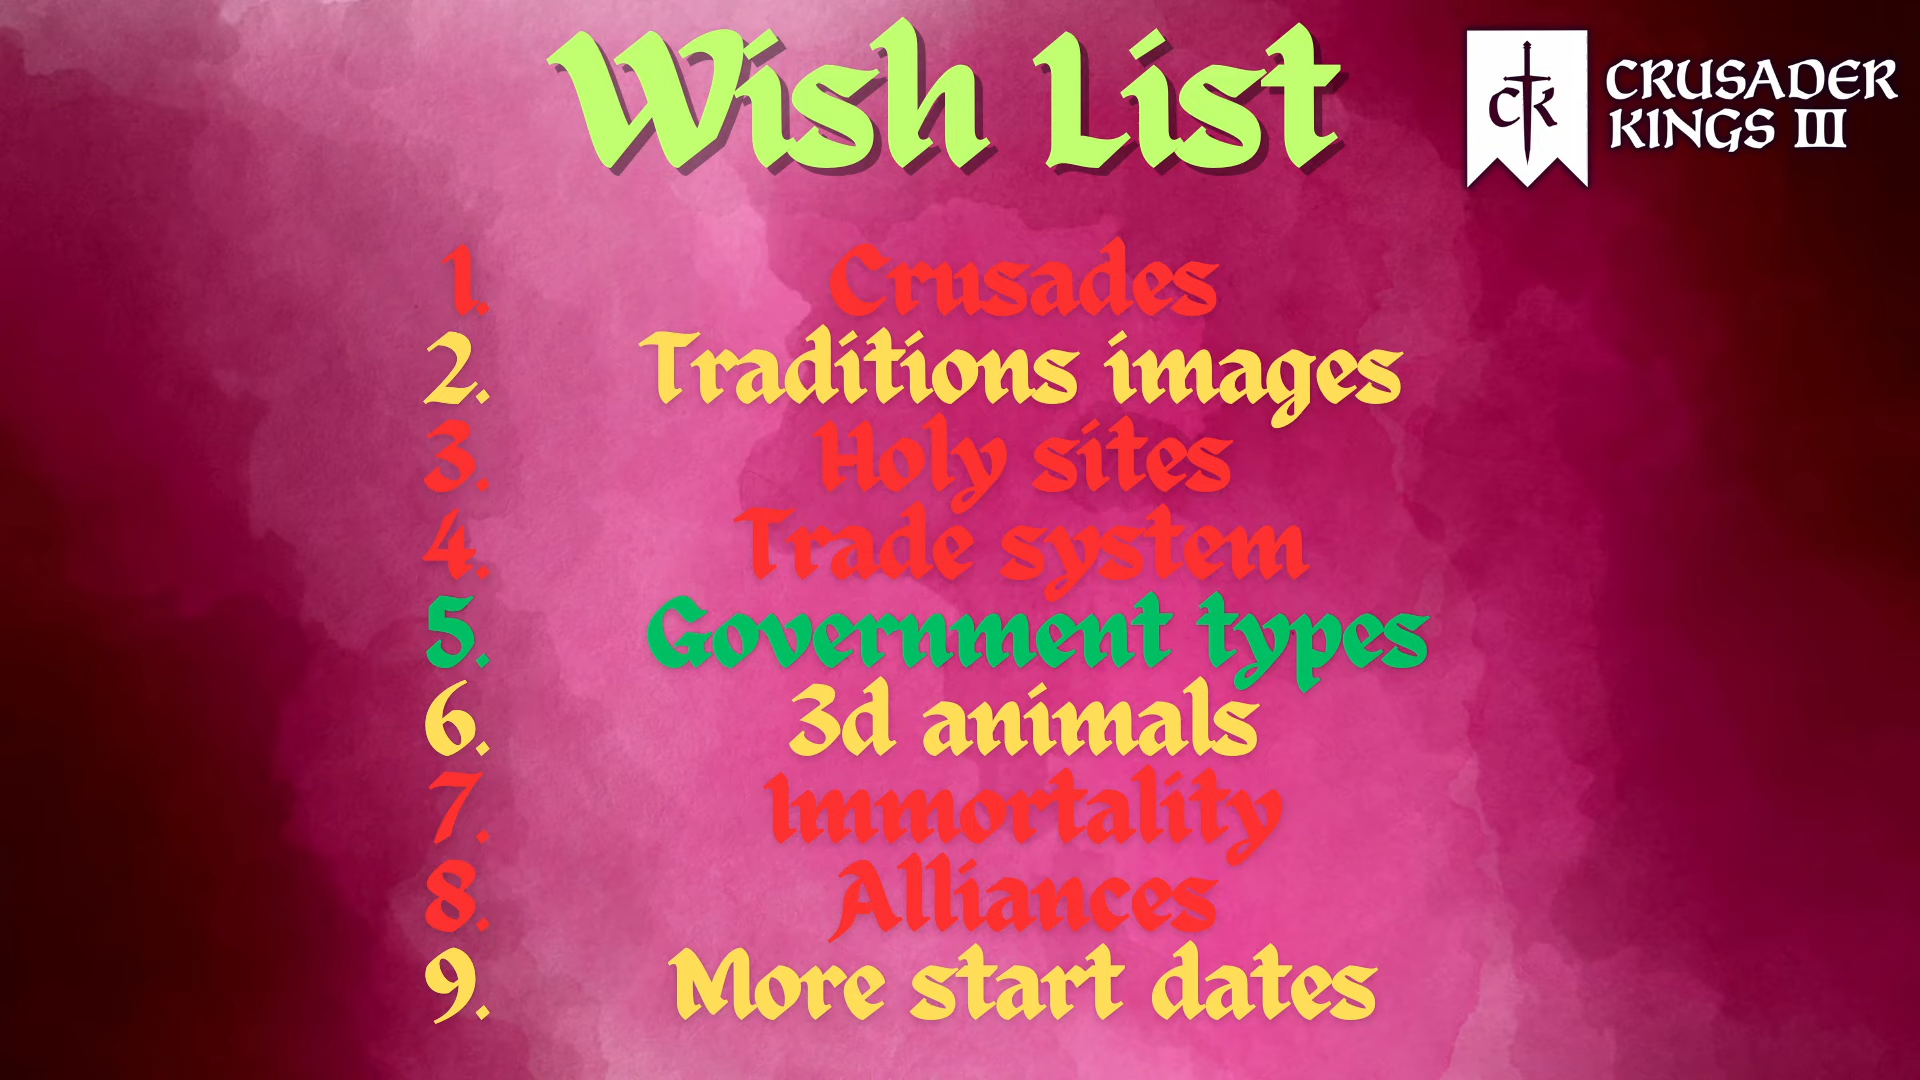 Wish List
CK
CRUSADER
KINGS III
1. Crusades
2. Traditions images
3. Holy sites
4. Trade system
5. Government types
6. 3d animals
7. Immortality
8. Alliances
9. More start dates